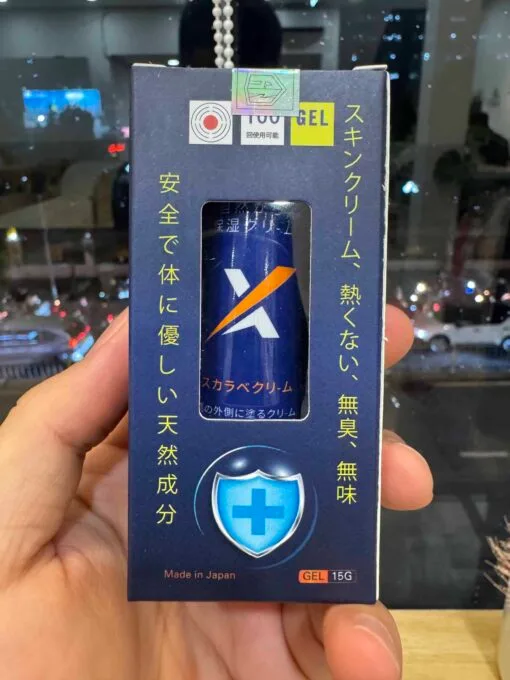 100
回使用可能
GEL
スキンクリーム、熱くない、無臭、無味
安全で体に優しい天然成分
保湿クリーム
スカラベクリーム
の外側に塗るクリーム
Made in Japan
GEL 15G